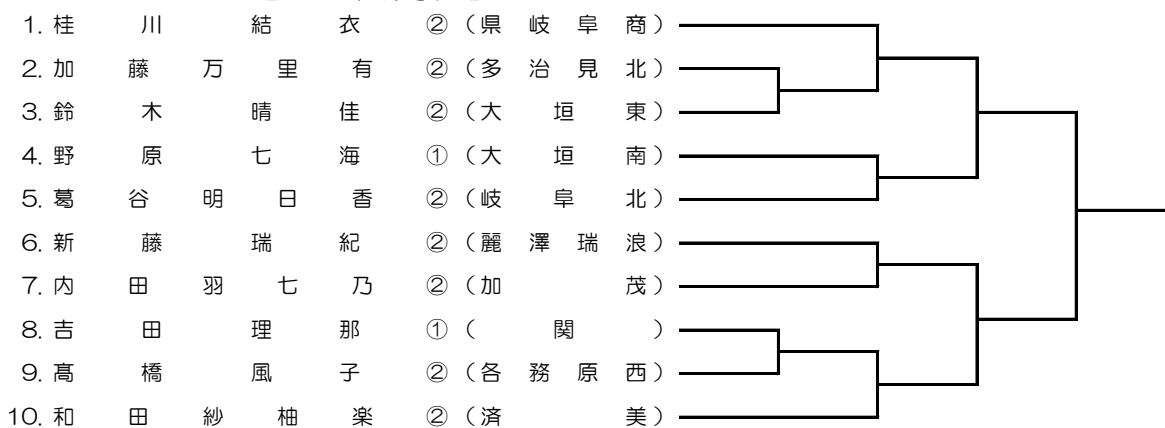 1. 桂川結衣 ② (県岐阜商)
2. 加藤万里有 ② (多治見北)
3. 鈴木晴佳 ② (大垣東)
4. 野原七海 ① (大垣南)
5. 葛谷明日香 ② (岐阜北)
6. 新藤瑞紀 ② (麗澤瑞浪)
7. 内田羽七乃 ② (加茂)
8. 吉田理那 ① (関)
9. 髙橋風子 ② (各務原西)
10. 和田紗柚楽 ② (済美)